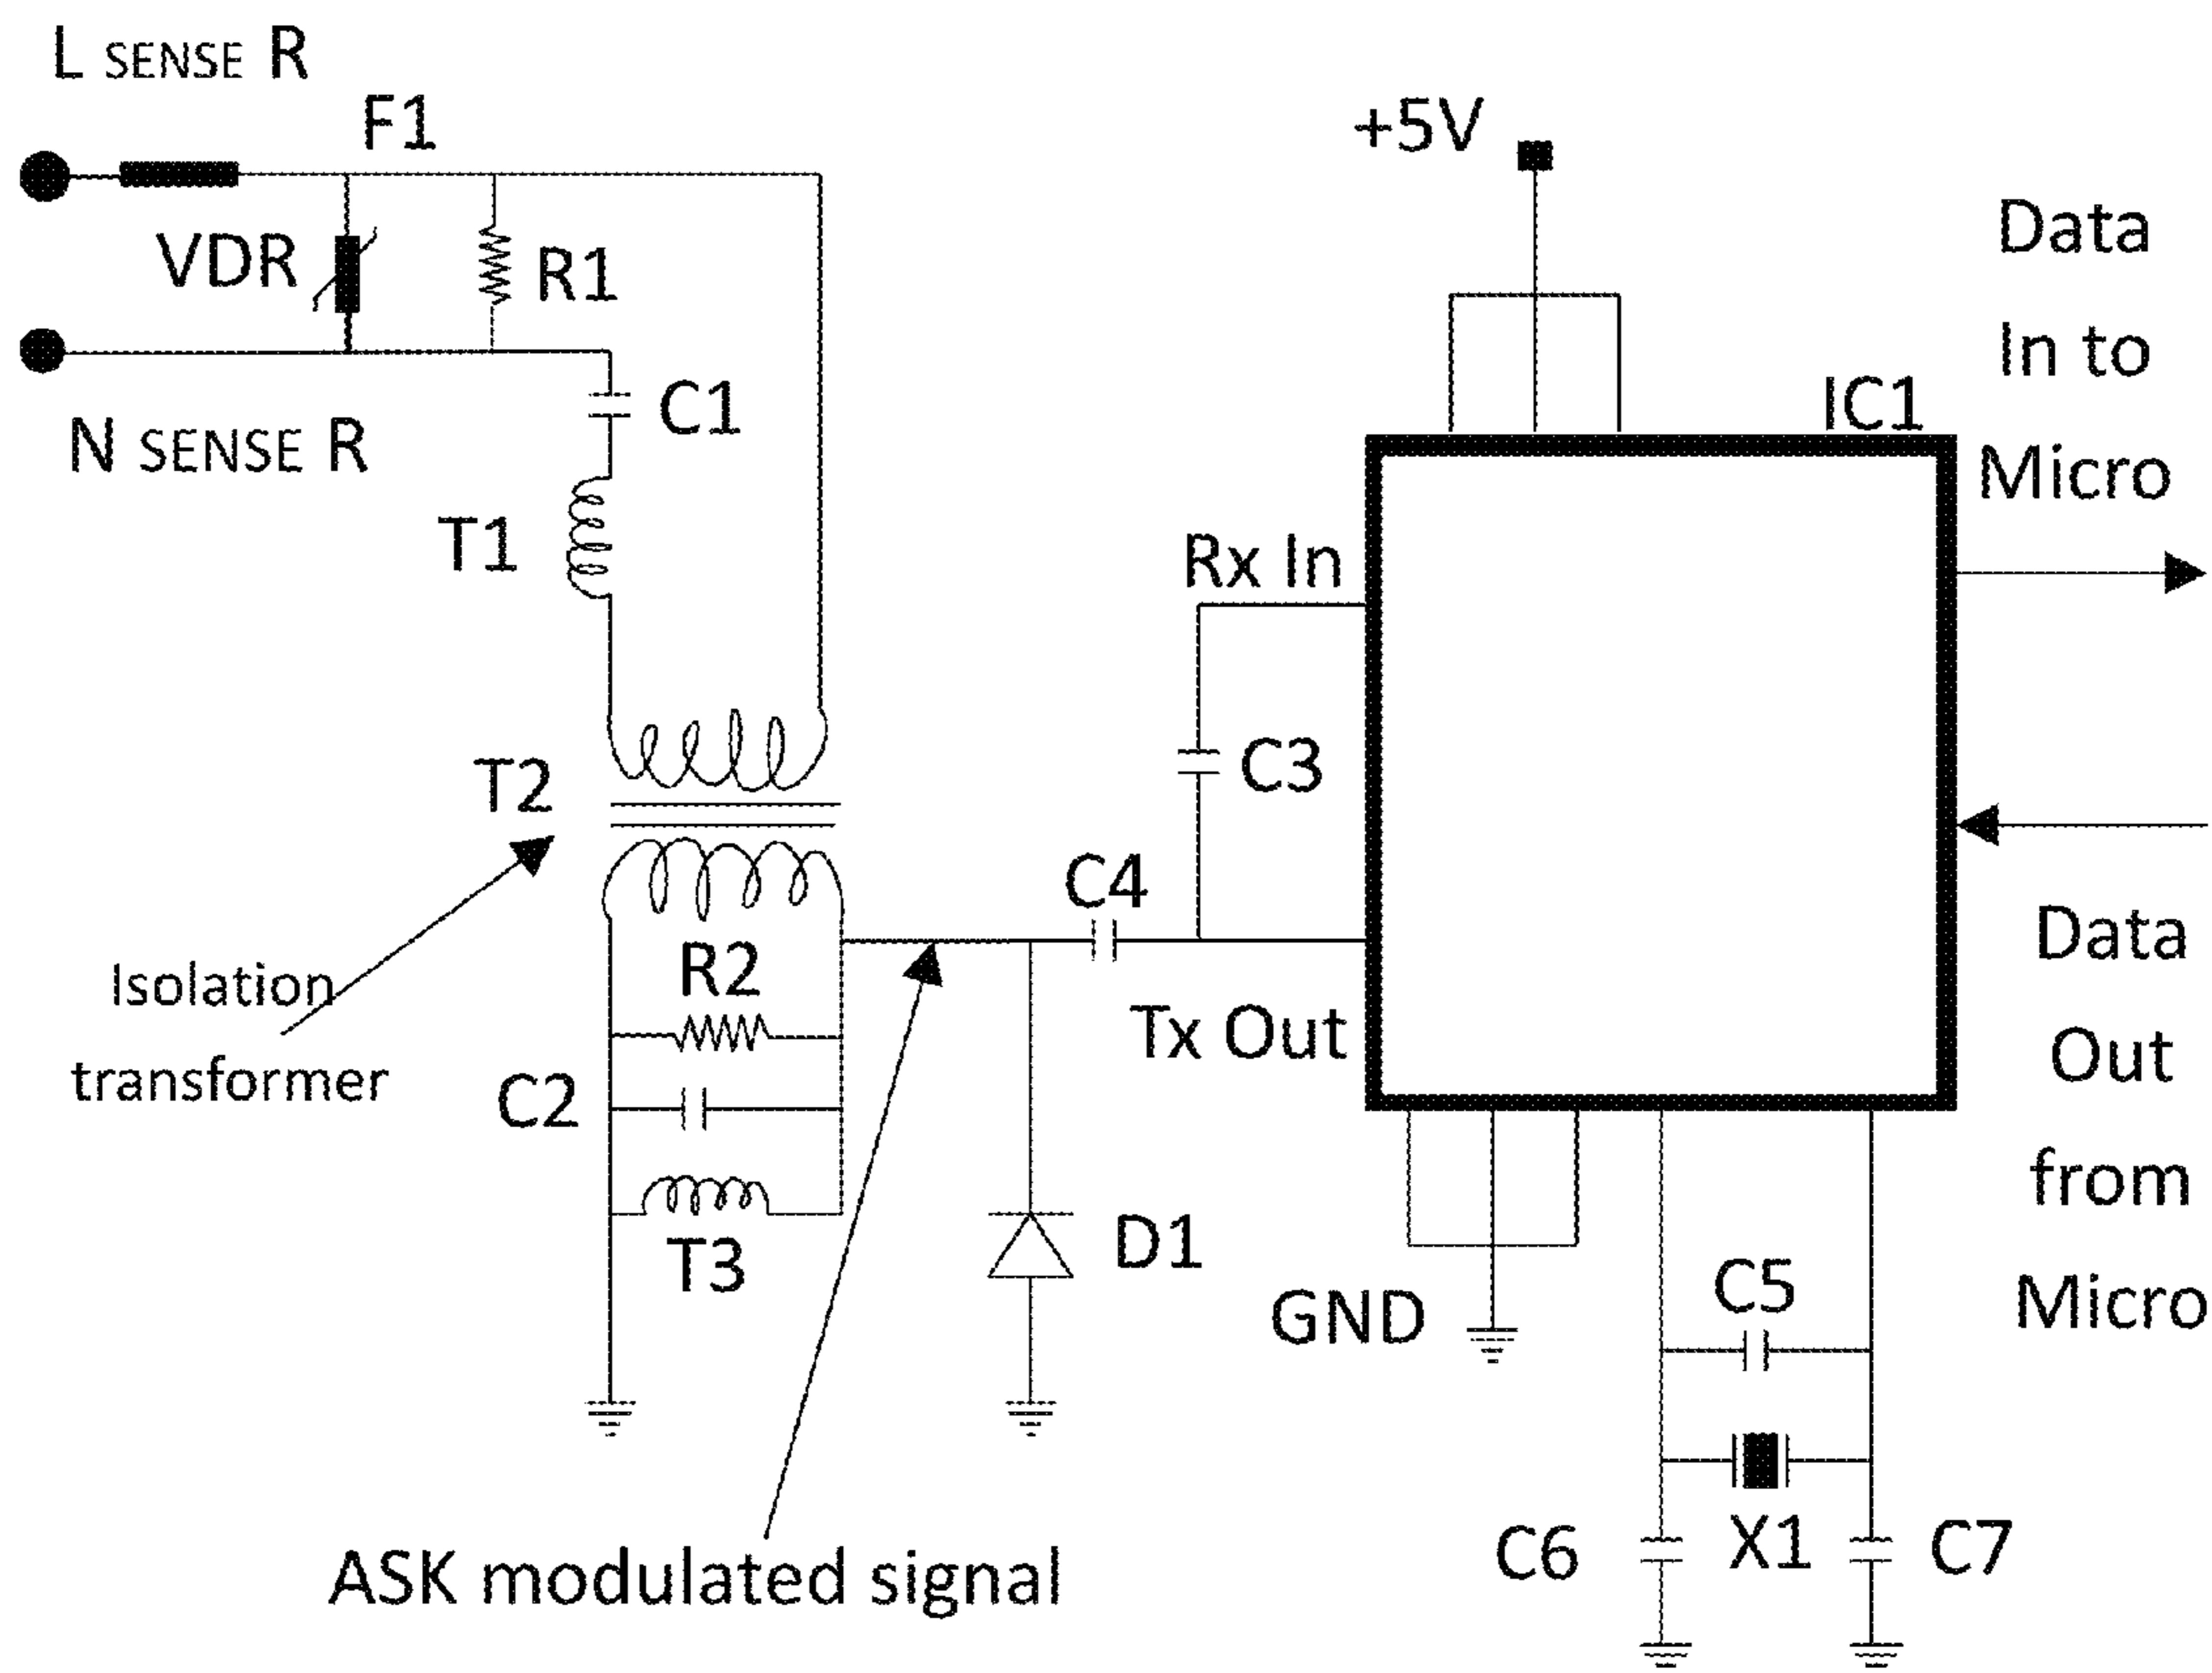 L SENSE R
F1
+5V
VDR
R1
Data
In to
Micro
IC1
N SENSE R
C1
T1
Rx In
T2
C3
C4
Isolation
transformer
R2
Tx Out
C2
Data
Out
from
Micro
T3
D1
GND
C5
C6
X1
C7
ASK modulated signal